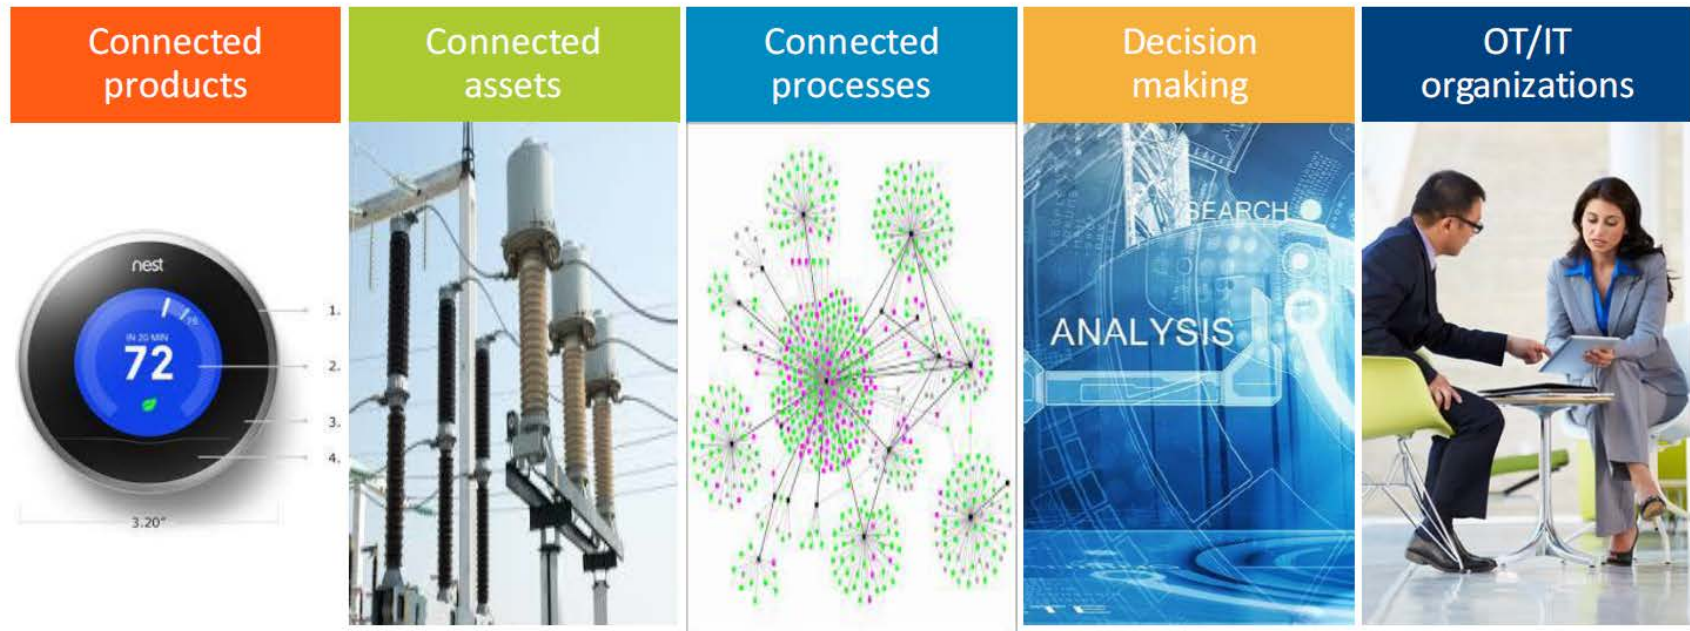 Connected
products
Connected
assets
Connected
processes
Decision
making
OT/IT
organizations
nest
IN 20 MIN
72
1.
2.
3.
4.
3.20"
SEARCH
ANALYSIS